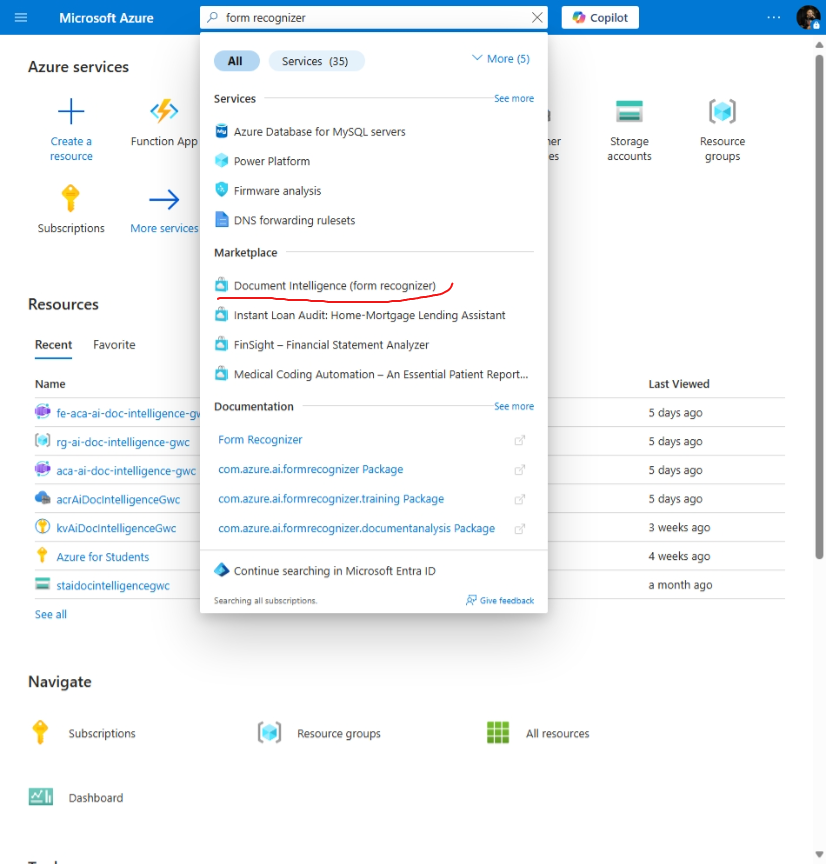 Microsoft Azure
form recognizer
Copilot
All
Services (35)
More (5)
Services
See more
Azure Database for MySQL servers
Power Platform
Firmware analysis
DNS forwarding rulesets
Marketplace
Document Intelligence (form recognizer)
Instant Loan Audit: Home-Mortgage Lending Assistant
FinSight – Financial Statement Analyzer
Medical Coding Automation – An Essential Patient Report...
Documentation
See more
Form Recognizer
com.azure.ai.formrecognizer Package
com.azure.ai.formrecognizer.training Package
com.azure.ai.formrecognizer.documentanalysis Package
Continue searching in Microsoft Entra ID
Searching all subscriptions.
Give feedback
Azure services
Create a
resource
Function App
Storage
accounts
Resource
groups
Subscriptions
More services
Resources
Recent
Favorite
Name
Last Viewed
fe-aca-ai-doc-intelligence-gw
5 days ago
rg-ai-doc-intelligence-gwc
5 days ago
aca-ai-doc-intelligence-gwc
5 days ago
acrAiDocIntelligenceGwc
5 days ago
kvAiDocIntelligenceGwc
3 weeks ago
Azure for Students
4 weeks ago
staidocintelligencegwc
a month ago
See all
Navigate
Subscriptions
Resource groups
All resources
Dashboard